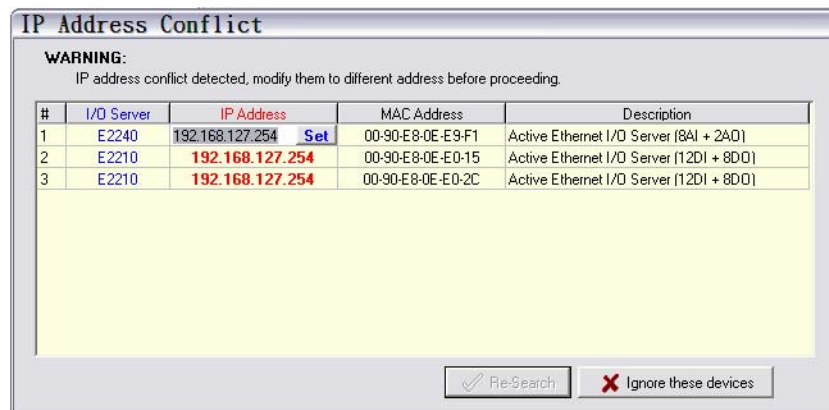 IP Address Conflict
WARNING:
IP address conflict detected, modify them to different address before proceeding.
# I/O Server IP Address MAC Address Description
1 E2240 192.168.127.254 Set 00-90-E8-0E-E9-F1 Active Ethernet I/O Server (8AI + 2AO)
2 E2210 192.168.127.254 00-90-E8-0E-E0-15 Active Ethernet I/O Server (12DI + 8DO)
3 E2210 192.168.127.254 00-90-E8-0E-E0-2C Active Ethernet I/O Server (12DI + 8DO)
Re-Search Ignore these devices